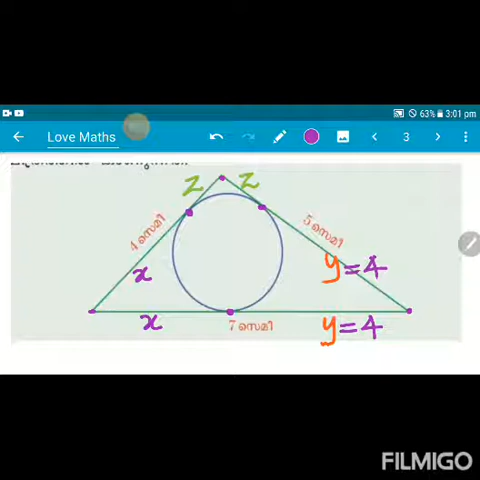 63% 3:01 pm
Love Maths 3
z z
4 സെമീ 5 സെമീ
x y=4
x 7 സെമീ y=4
FILMIGO